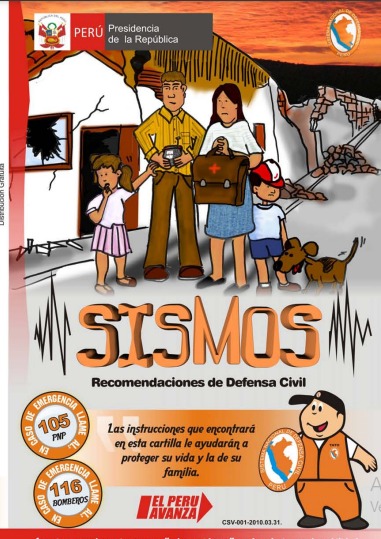 PERÚ
Presidencia
de la República
Distribución Gratuita
SISMOS
Recomendaciones de Defensa Civil
EN CASO DE EMERGENCIA LLAME AL
105
PNP
Las instrucciones que encontrará
en esta cartilla le ayudarán a
proteger su vida y la de su
familia.
EN CASO DE EMERGENCIA LLAME AL
116
BOMBEROS
EL PERU
AVANZA
CSV-001-2010.03.31.